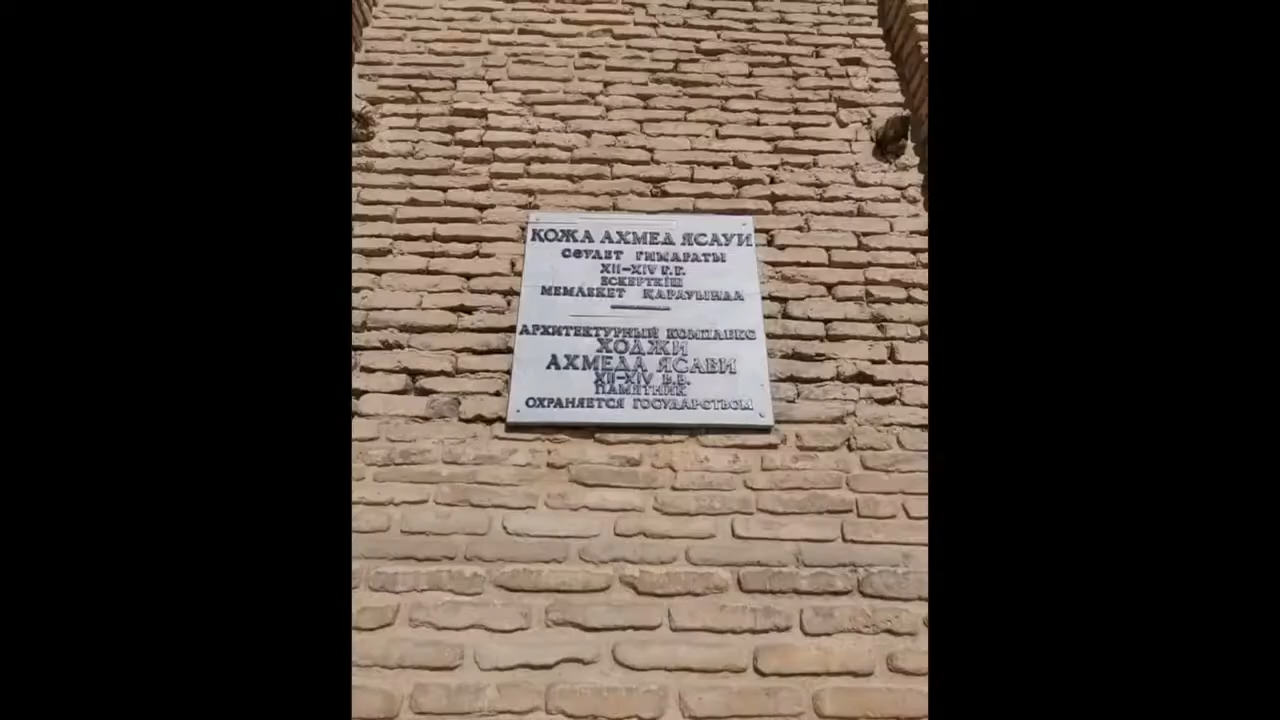 КОЖА АХМЕД ЯСАУИ
СӘУЛЕТ ҒИМАРАТЫ
XII-XIV Ғ.Ғ.
ЕСКЕРТКІШ
МЕМЛЕКЕТ ҚАРАУЫНДА
АРХИТЕКТУРНЫЙ КОМПЛЕКС
ХОДЖИ
АХМЕДА ЯСАВИ
XII-XIV В.В.
ПАМЯТНИК
ОХРАНЯЕТСЯ ГОСУДАРСТВОМ